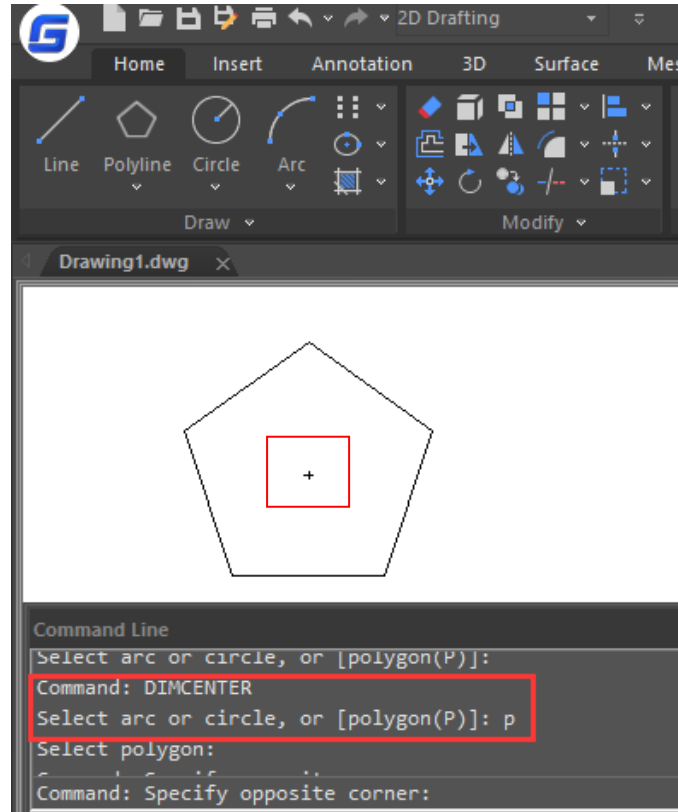 2D Drafting
Home Insert Annotation 3D Surface Mes
Line Polyline Circle Arc
Draw Modify
Drawing1.dwg
Command Line
Select arc or circle, or [polygon(P)]:
Command: DIMCENTER
Select arc or circle, or [polygon(P)]: p
Select polygon:
Command: Specify opposite corner: